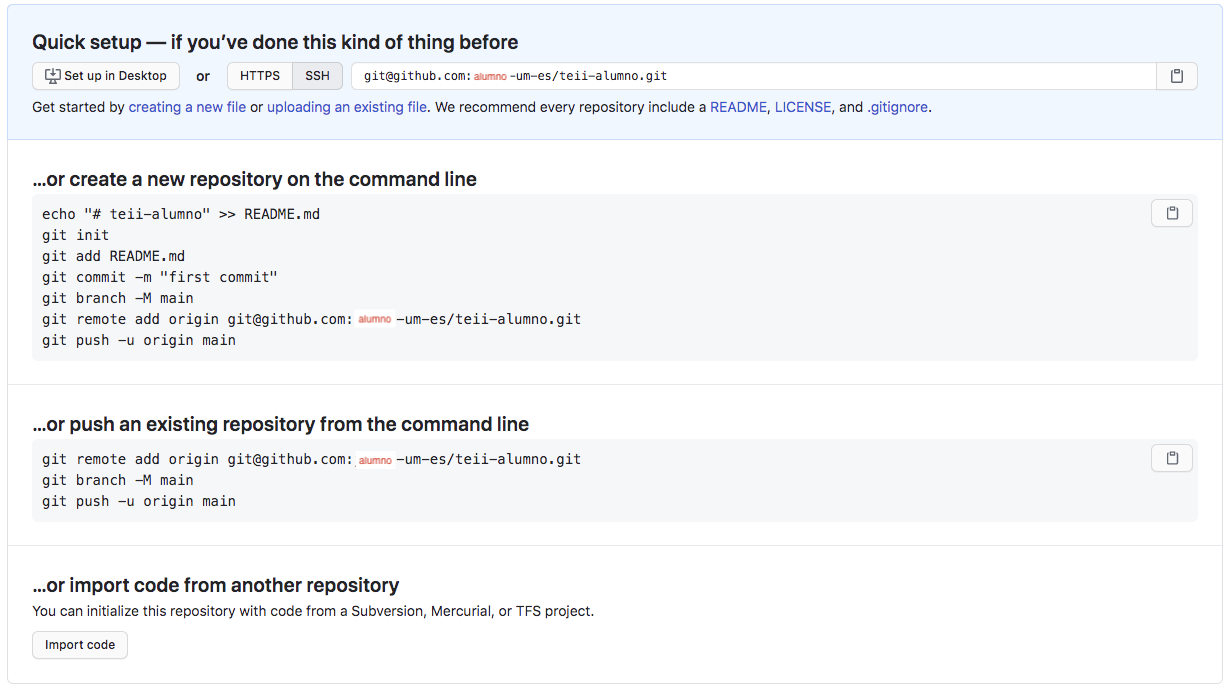 Quick setup — if you’ve done this kind of thing before
Set up in Desktop or HTTPS SSH git@github.com:alumno-um-es/teii-alumno.git
Get started by creating a new file or uploading an existing file. We recommend every repository include a README, LICENSE, and .gitignore.
…or create a new repository on the command line
echo "# teii-alumno" >> README.md
git init
git add README.md
git commit -m "first commit"
git branch -M main
git remote add origin git@github.com:alumno-um-es/teii-alumno.git
git push -u origin main
…or push an existing repository from the command line
git remote add origin git@github.com:alumno-um-es/teii-alumno.git
git branch -M main
git push -u origin main
…or import code from another repository
You can initialize this repository with code from a Subversion, Mercurial, or TFS project.
Import code